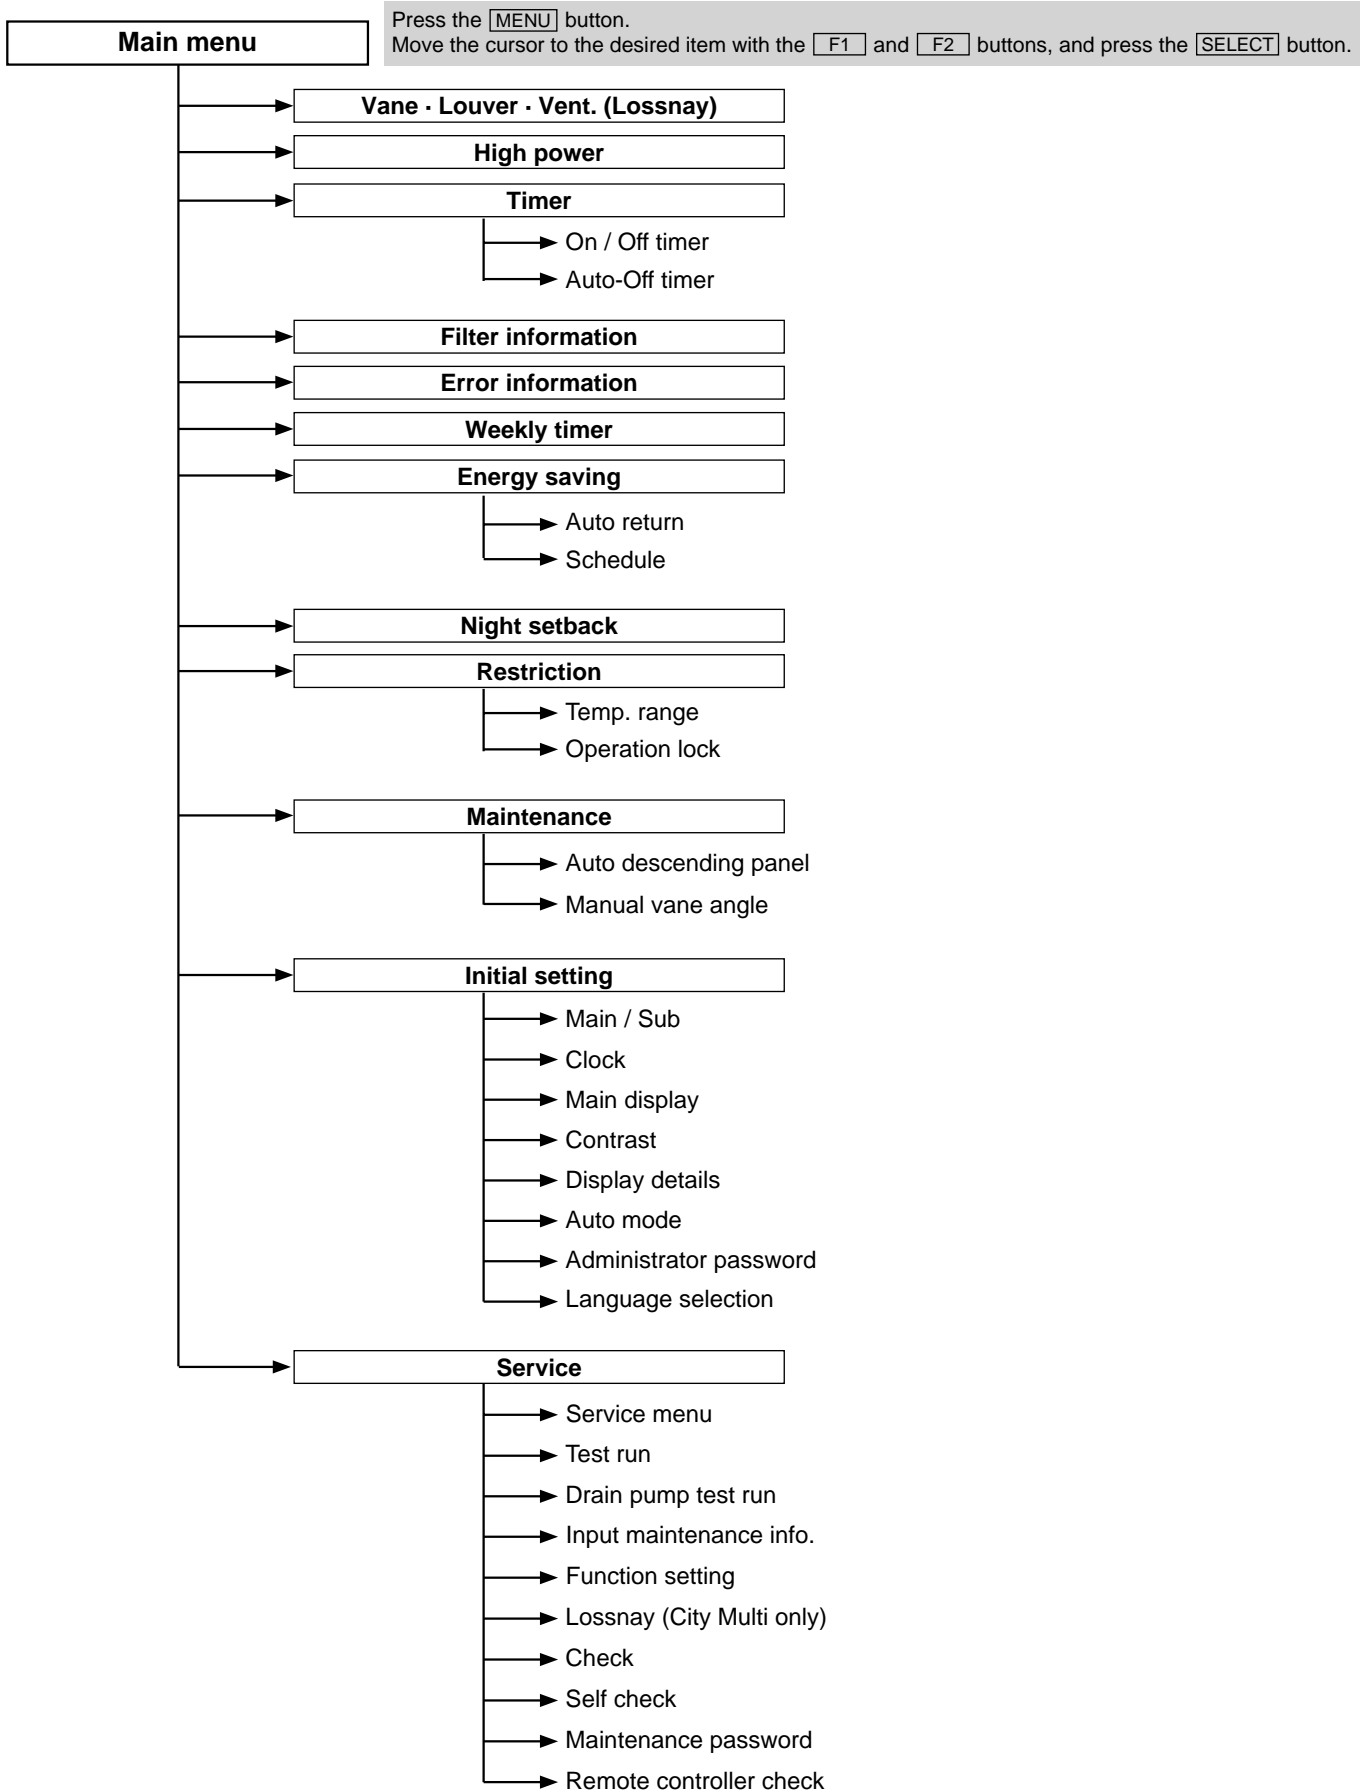 Main menu
Press the MENU button.
Move the cursor to the desired item with the F1 and F2 buttons, and press the SELECT button.
Vane · Louver · Vent. (Lossnay)
High power
Timer
On / Off timer
Auto-Off timer
Filter information
Error information
Weekly timer
Energy saving
Auto return
Schedule
Night setback
Restriction
Temp. range
Operation lock
Maintenance
Auto descending panel
Manual vane angle
Initial setting
Main / Sub
Clock
Main display
Contrast
Display details
Auto mode
Administrator password
Language selection
Service
Service menu
Test run
Drain pump test run
Input maintenance info.
Function setting
Lossnay (City Multi only)
Check
Self check
Maintenance password
Remote controller check